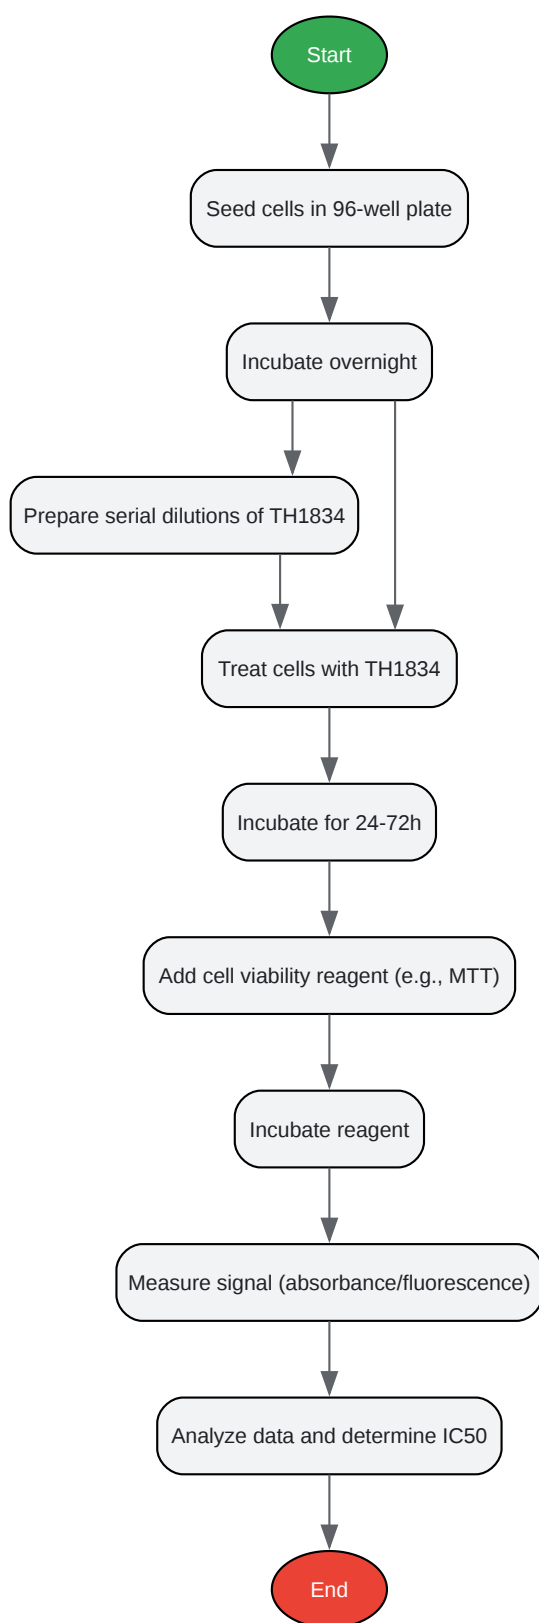 Start
Seed cells in 96-well plate
Incubate overnight
Prepare serial dilutions of TH1834
Treat cells with TH1834
Incubate for 24-72h
Add cell viability reagent (e.g., MTT)
Incubate reagent
Measure signal (absorbance/fluorescence)
Analyze data and determine IC50
End